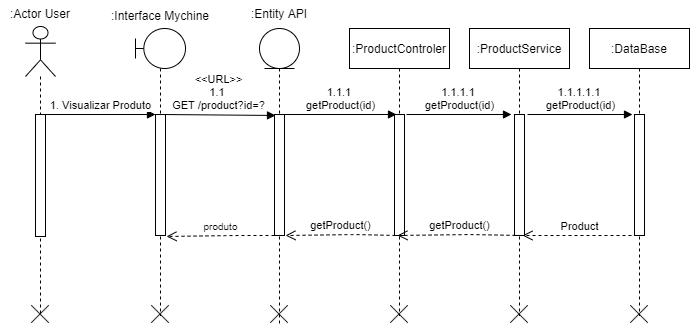 :Actor User
:Interface Mychine
:Entity API
:ProductControler
:ProductService
:DataBase
1. Visualizar Produto
<<URL>>
1.1
GET /product?id=?
1.1.1
getProduct(id)
1.1.1.1
getProduct(id)
1.1.1.1.1
getProduct(id)
produto
getProduct()
getProduct()
Product